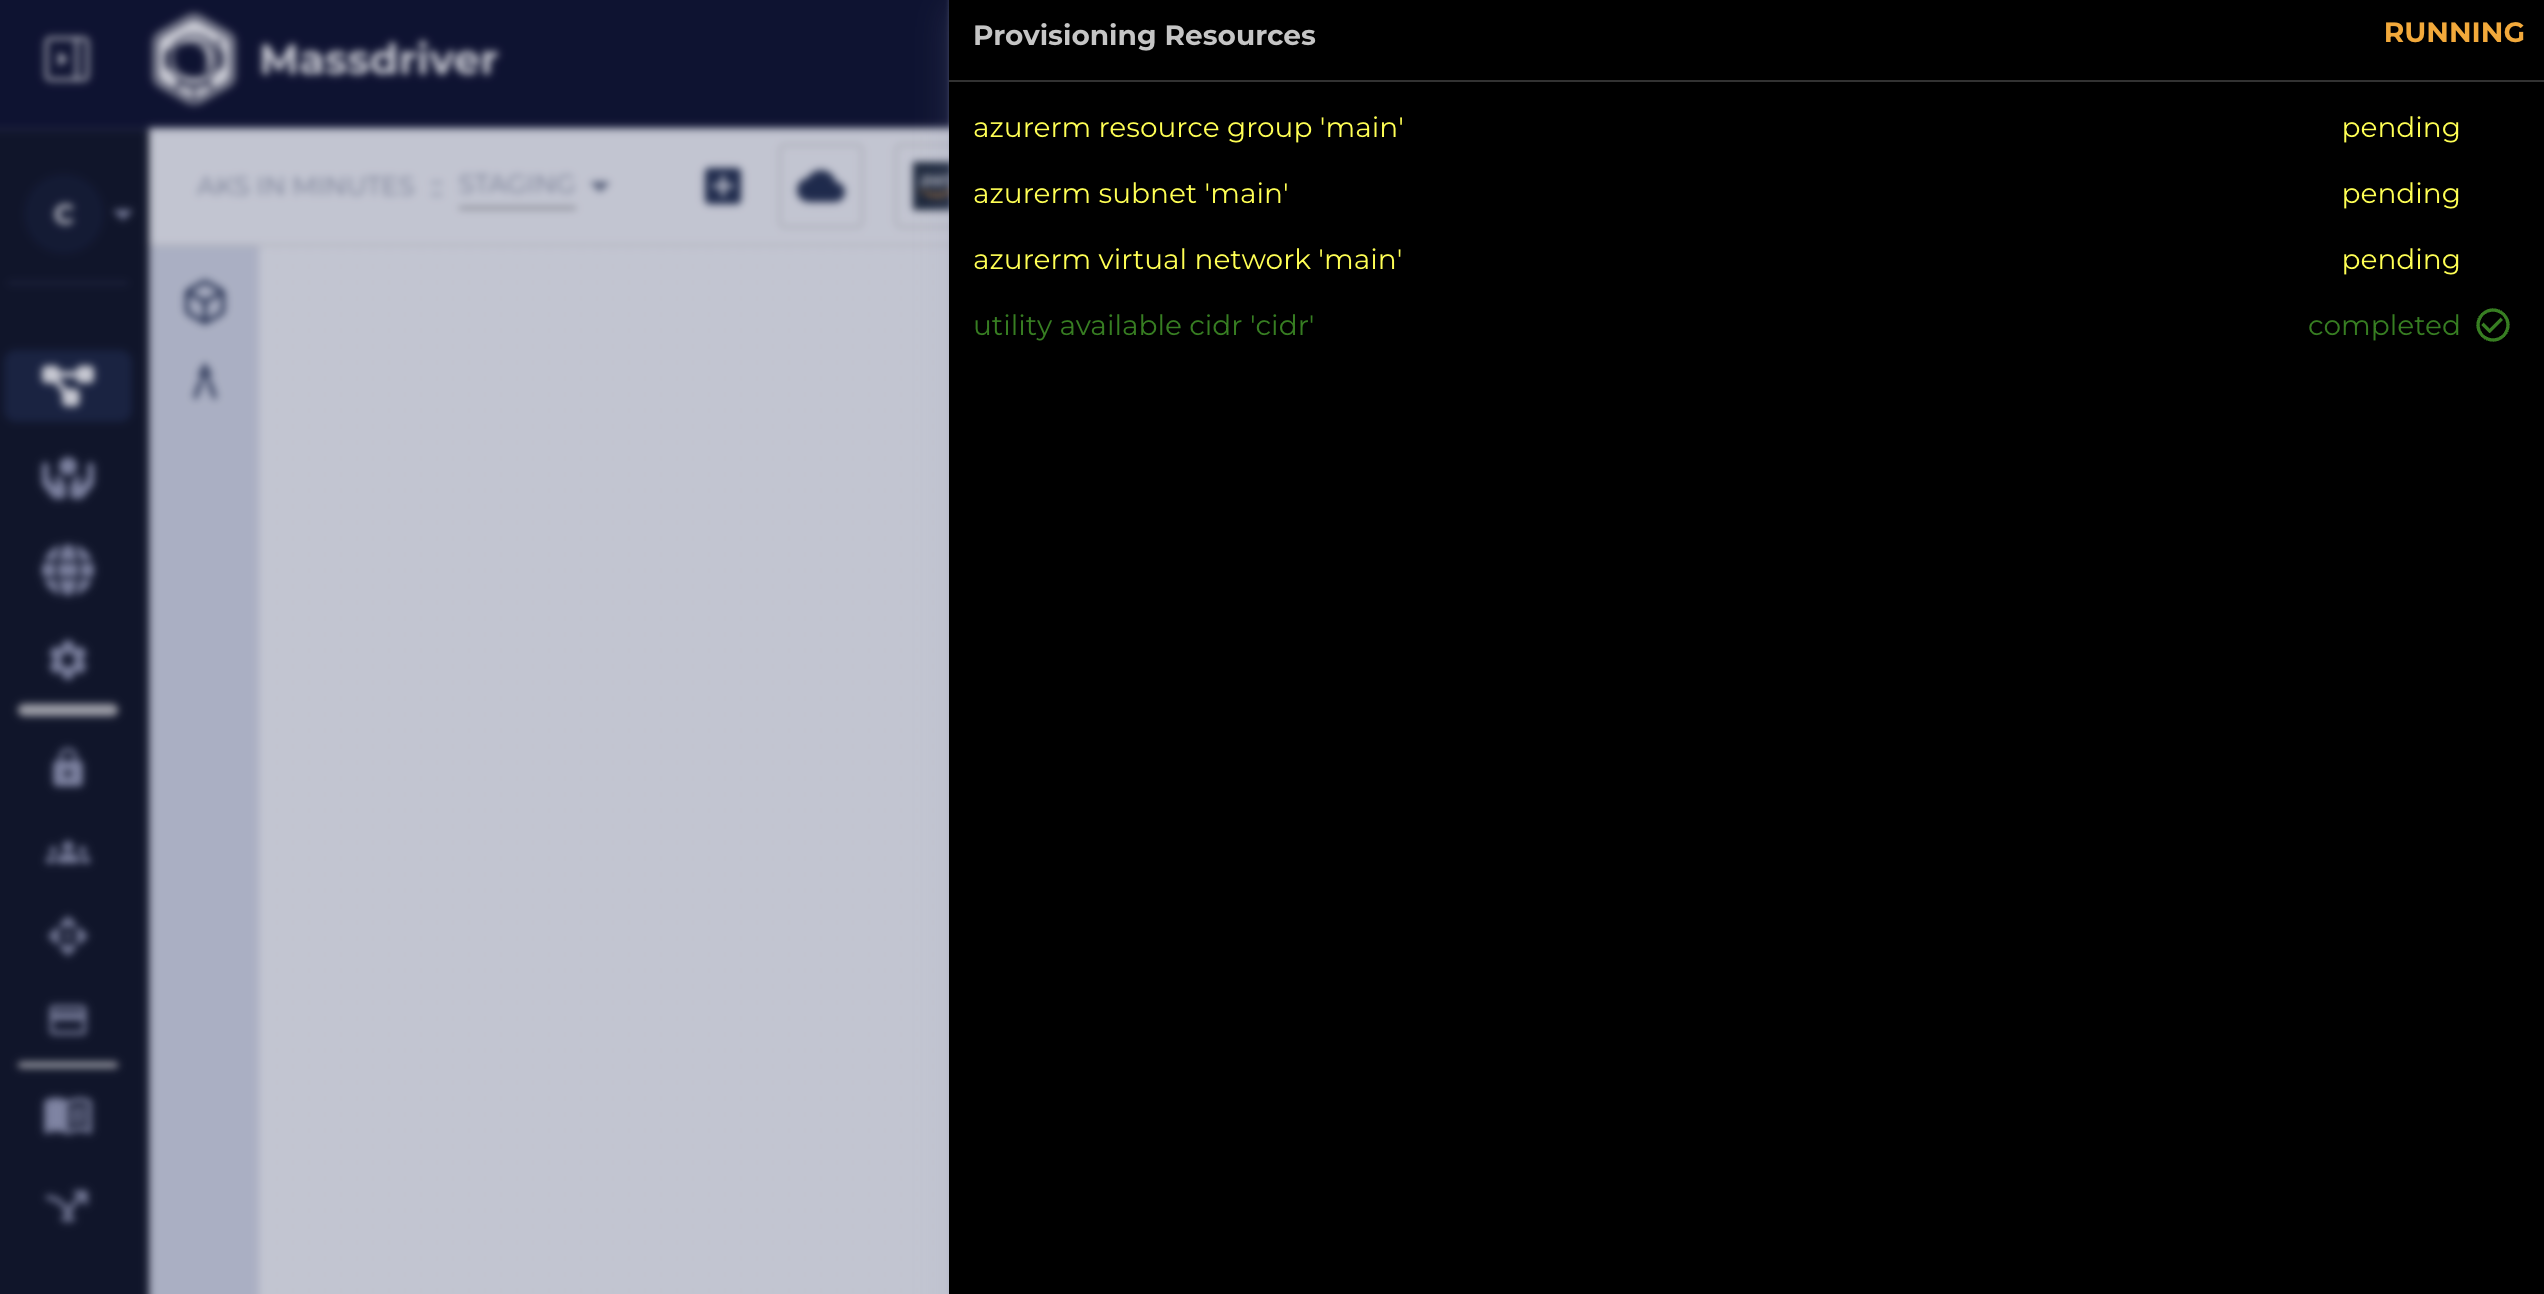 Massdriver
Provisioning Resources
RUNNING
C
AKS IN MINUTES : STAGING
azurerm resource group 'main' pending
azurerm subnet 'main' pending
azurerm virtual network 'main' pending
utility available cidr 'cidr' completed